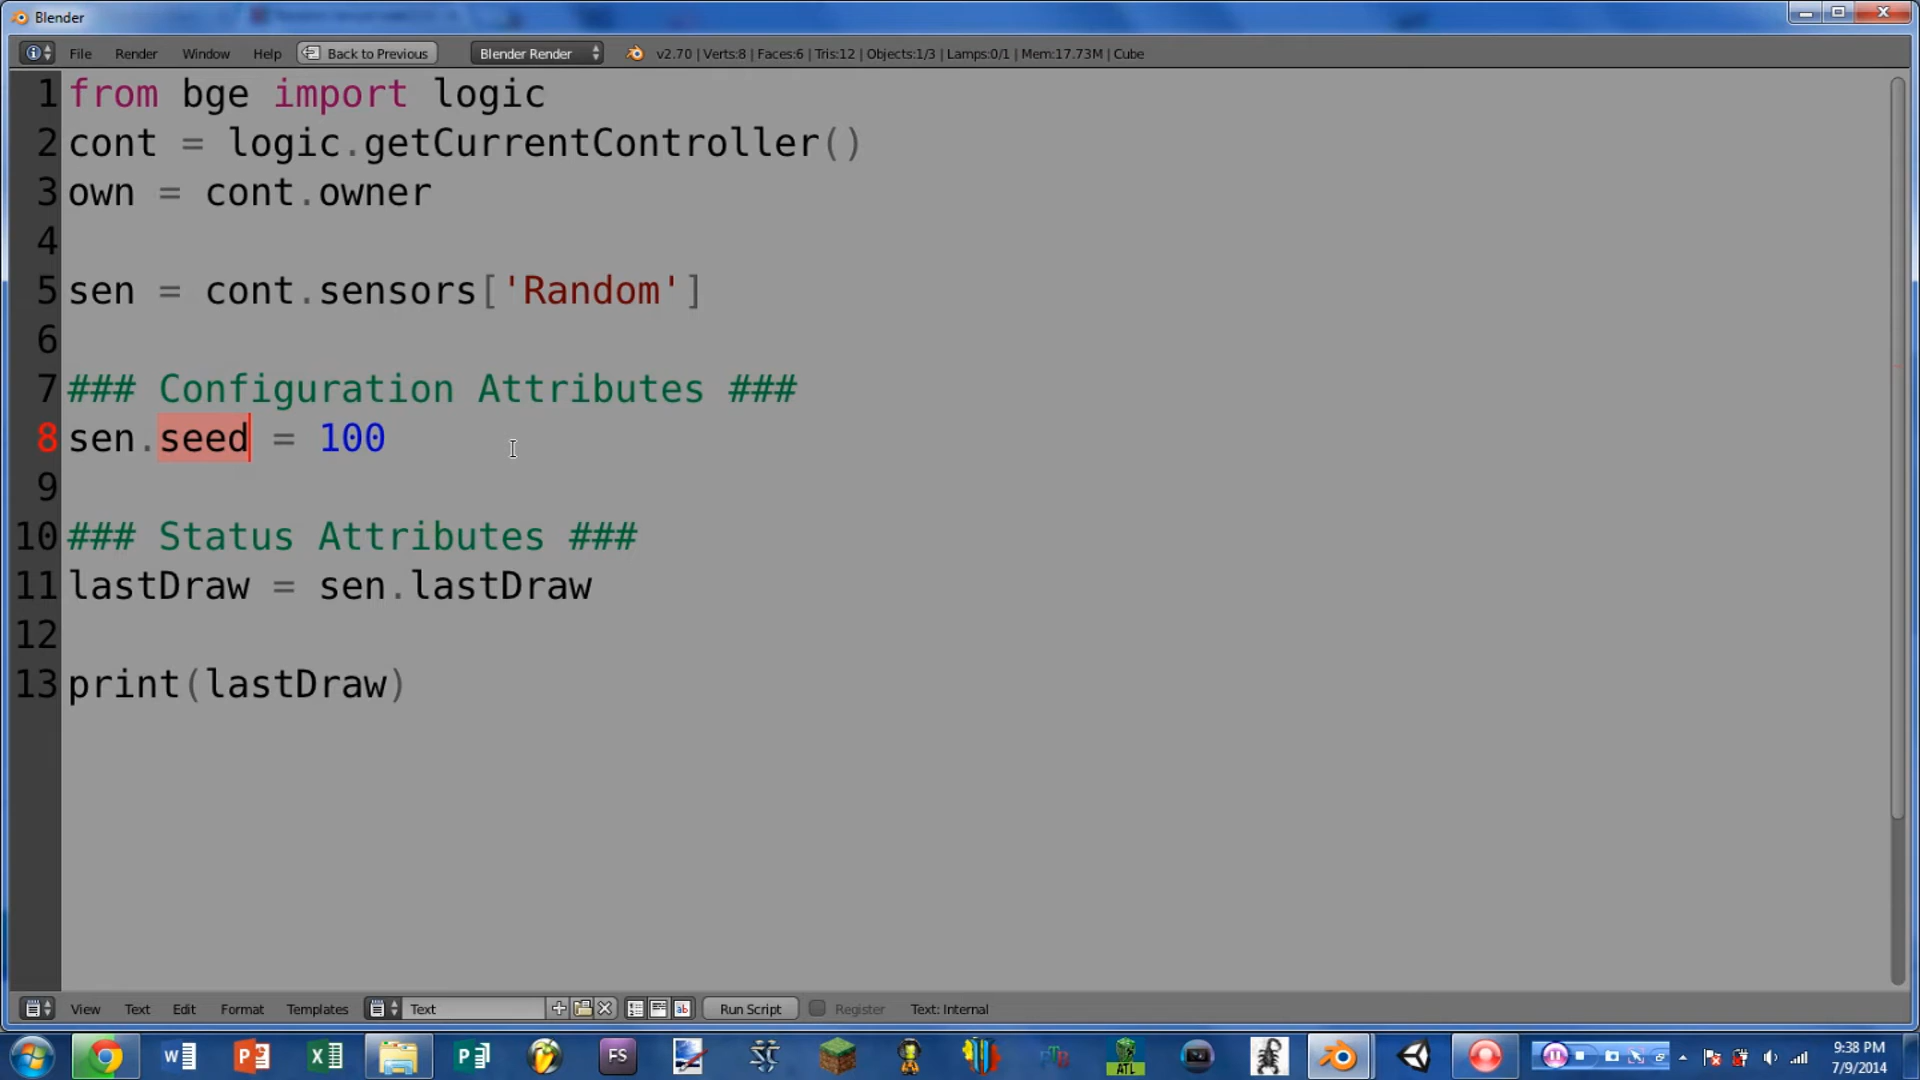 Blender
File Render Window Help Back to Previous Blender Render v2.70 | Verts:8 | Faces:6 | Tris:12 | Objects:1/3 | Lamps:0/1 | Mem:17.73M | Cube
1 from bge import logic
2 cont = logic.getCurrentController()
3 own = cont.owner
4
5 sen = cont.sensors['Random']
6
7 ### Configuration Attributes ###
8 sen.seed = 100
9
10 ### Status Attributes ###
11 lastDraw = sen.lastDraw
12
13 print(lastDraw)
View Text Edit Format Templates Text Run Script Register Text: Internal
FS ATL
9:38 PM
7/9/2014